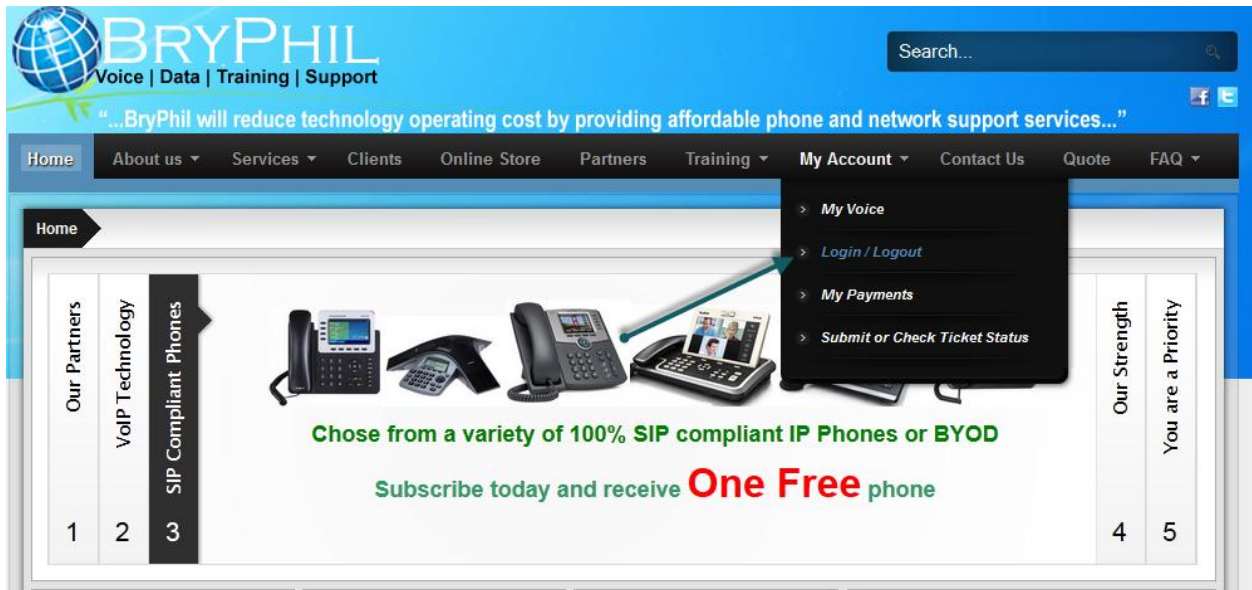 BRYPHIL
Voice | Data | Training | Support
Search...
“...BryPhil will reduce technology operating cost by providing affordable phone and network support services...”
Home About us Services Clients Online Store Partners Training My Account Contact Us Quote FAQ
My Voice
Login / Logout
My Payments
Submit or Check Ticket Status
Home
Our Partners
1
VoIP Technology
2
SIP Compliant Phones
3
Chose from a variety of 100% SIP compliant IP Phones or BYOD
Subscribe today and receive One Free phone
Our Strength
4
You are a Priority
5